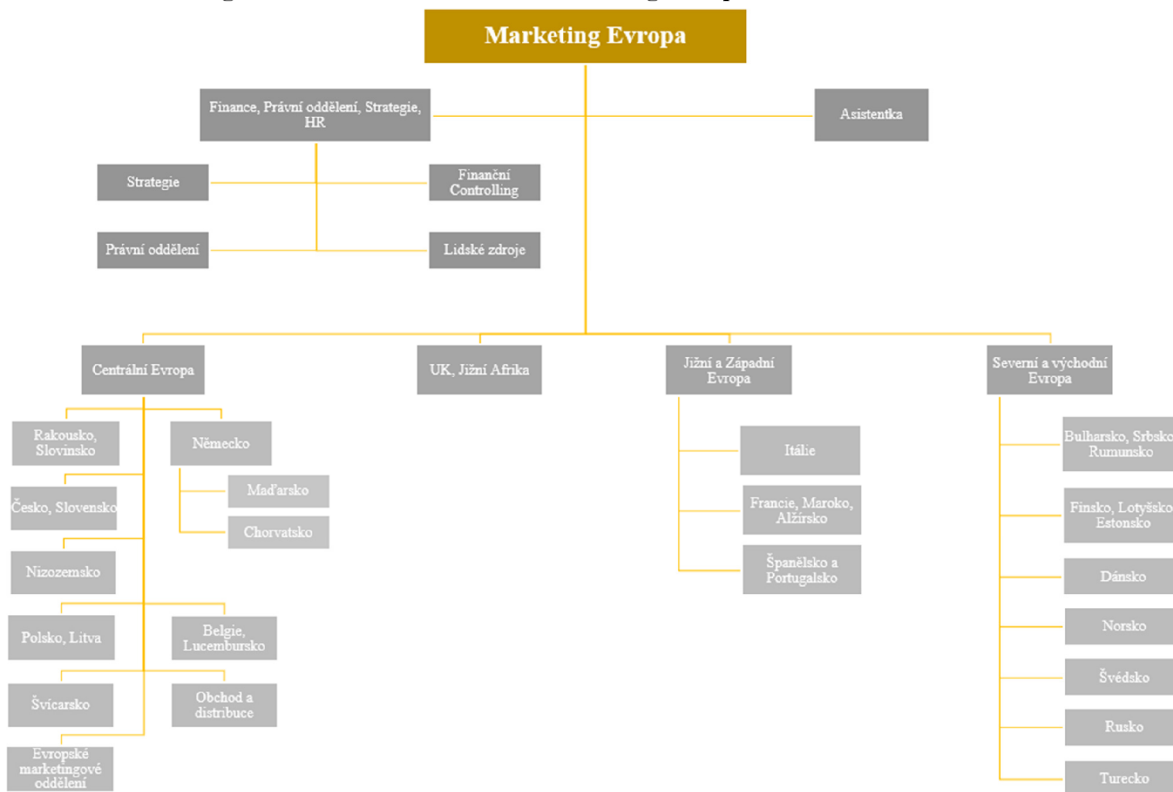 Marketing Evropa
Finance, Právní oddělení, Strategie,
HR
Asistentka
Strategie
Finanční
Controlling
Právní oddělení
Lidské zdroje
Centrální Evropa
UK, Jižní Afrika
Jižní a Západní
Evropa
Severní a východní
Evropa
Rakousko,
Slovinsko
Německo
Maďarsko
Chorvatsko
Česko, Slovensko
Nizozemsko
Polsko, Litva
Belgie,
Lucembursko
Švícarsko
Obchod a
distribuce
Evropské
marketingové
oddělení
Itálie
Francie, Maroko,
Alžírsko
Španělsko a
Portugalsko
Bulharsko, Srbsko
Rumunsko
Finsko, Lotyšsko
Estonsko
Dánsko
Norsko
Švédsko
Rusko
Turecko